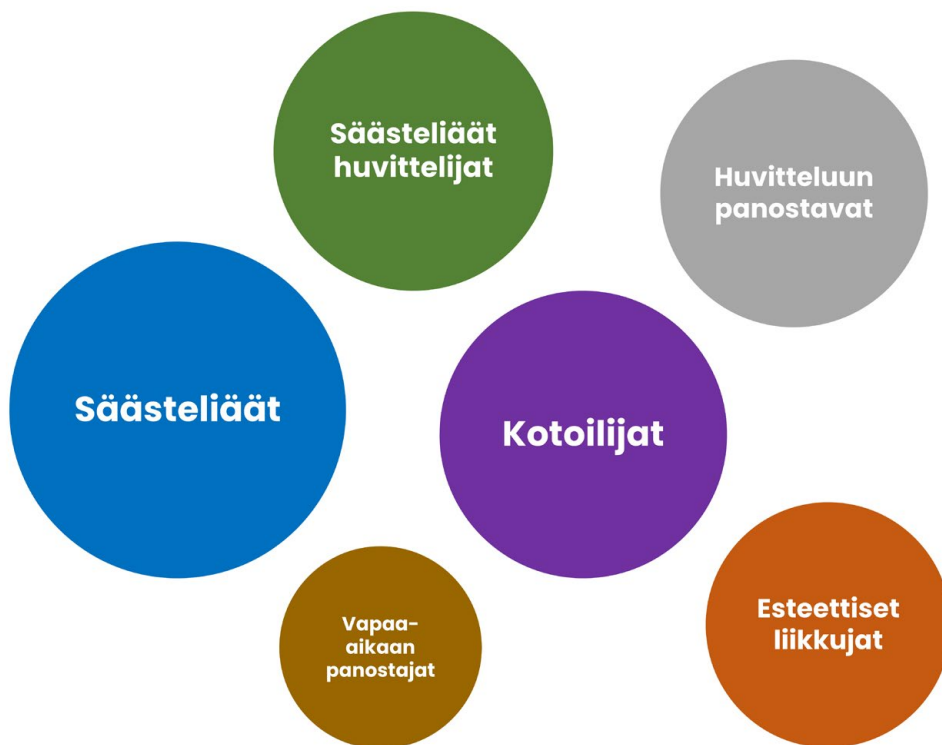 Säästeliäät
huvittelijat
Huvitteluun
panostavat
Säästeliäät
Kotoilijat
Vapaa-
aikaan
panostajat
Esteettiset
liikkujat